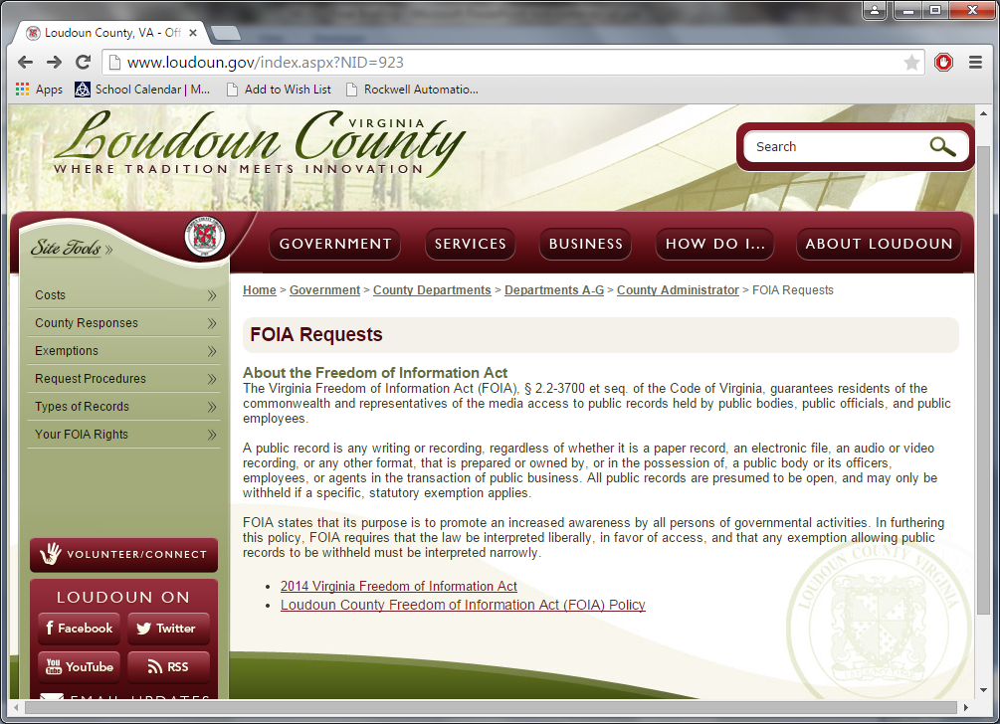 Loudoun County, VA - Off
www.loudoun.gov/index.aspx?NID=923
Apps School Calendar | M... Add to Wish List Rockwell Automatio...
Loudoun County
VIRGINIA
WHERE TRADITION MEETS INNOVATION
Search
Site Tools »
GOVERNMENT SERVICES BUSINESS HOW DO I... ABOUT LOUDOUN
Costs
County Responses
Exemptions
Request Procedures
Types of Records
Your FOIA Rights
VOLUNTEER/CONNECT
LOUDOUN ON
Facebook Twitter
YouTube RSS
EMAIL UPDATES
Home > Government > County Departments > Departments A-G > County Administrator > FOIA Requests
FOIA Requests
About the Freedom of Information Act
The Virginia Freedom of Information Act (FOIA), § 2.2-3700 et seq. of the Code of Virginia, guarantees residents of the
commonwealth and representatives of the media access to public records held by public bodies, public officials, and public
employees.
A public record is any writing or recording, regardless of whether it is a paper record, an electronic file, an audio or video
recording, or any other format, that is prepared or owned by, or in the possession of, a public body or its officers,
employees, or agents in the transaction of public business. All public records are presumed to be open, and may only be
withheld if a specific, statutory exemption applies.
FOIA states that its purpose is to promote an increased awareness by all persons of governmental activities. In furthering
this policy, FOIA requires that the law be interpreted liberally, in favor of access, and that any exemption allowing public
records to be withheld must be interpreted narrowly.
• 2014 Virginia Freedom of Information Act
• Loudoun County Freedom of Information Act (FOIA) Policy
LOUDOUN COUNTY VIRGINIA